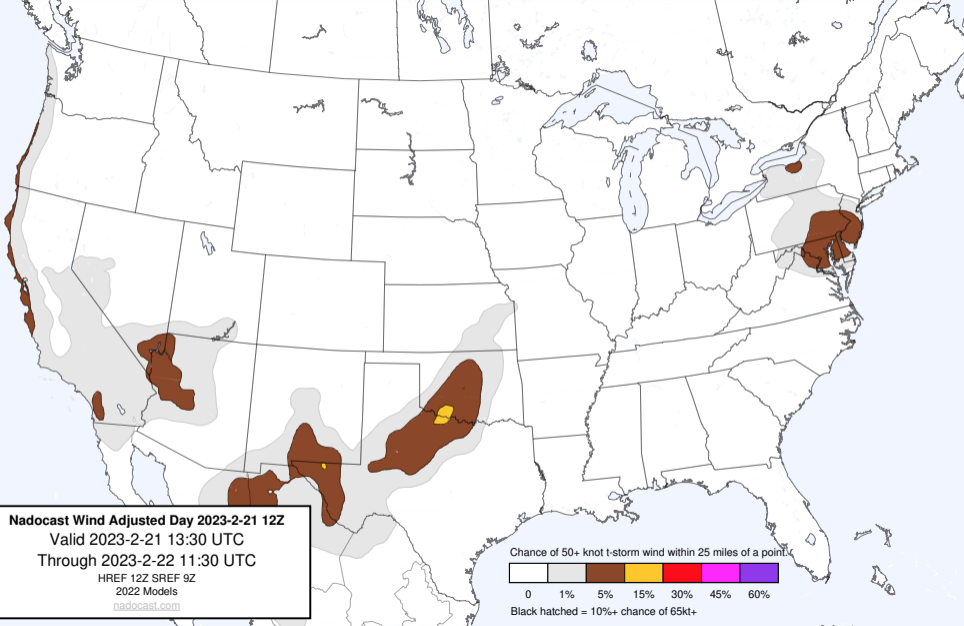 Nadocast Wind Adjusted Day 2023-2-21 12Z
Valid 2023-2-21 13:30 UTC
Through 2023-2-22 11:30 UTC
HREF 12Z SREF 9Z
2022 Models
nadocast.com
Chance of 50+ knot t-storm wind within 25 miles of a point.
0 1% 5% 15% 30% 45% 60%
Black hatched = 10%+ chance of 65kt+